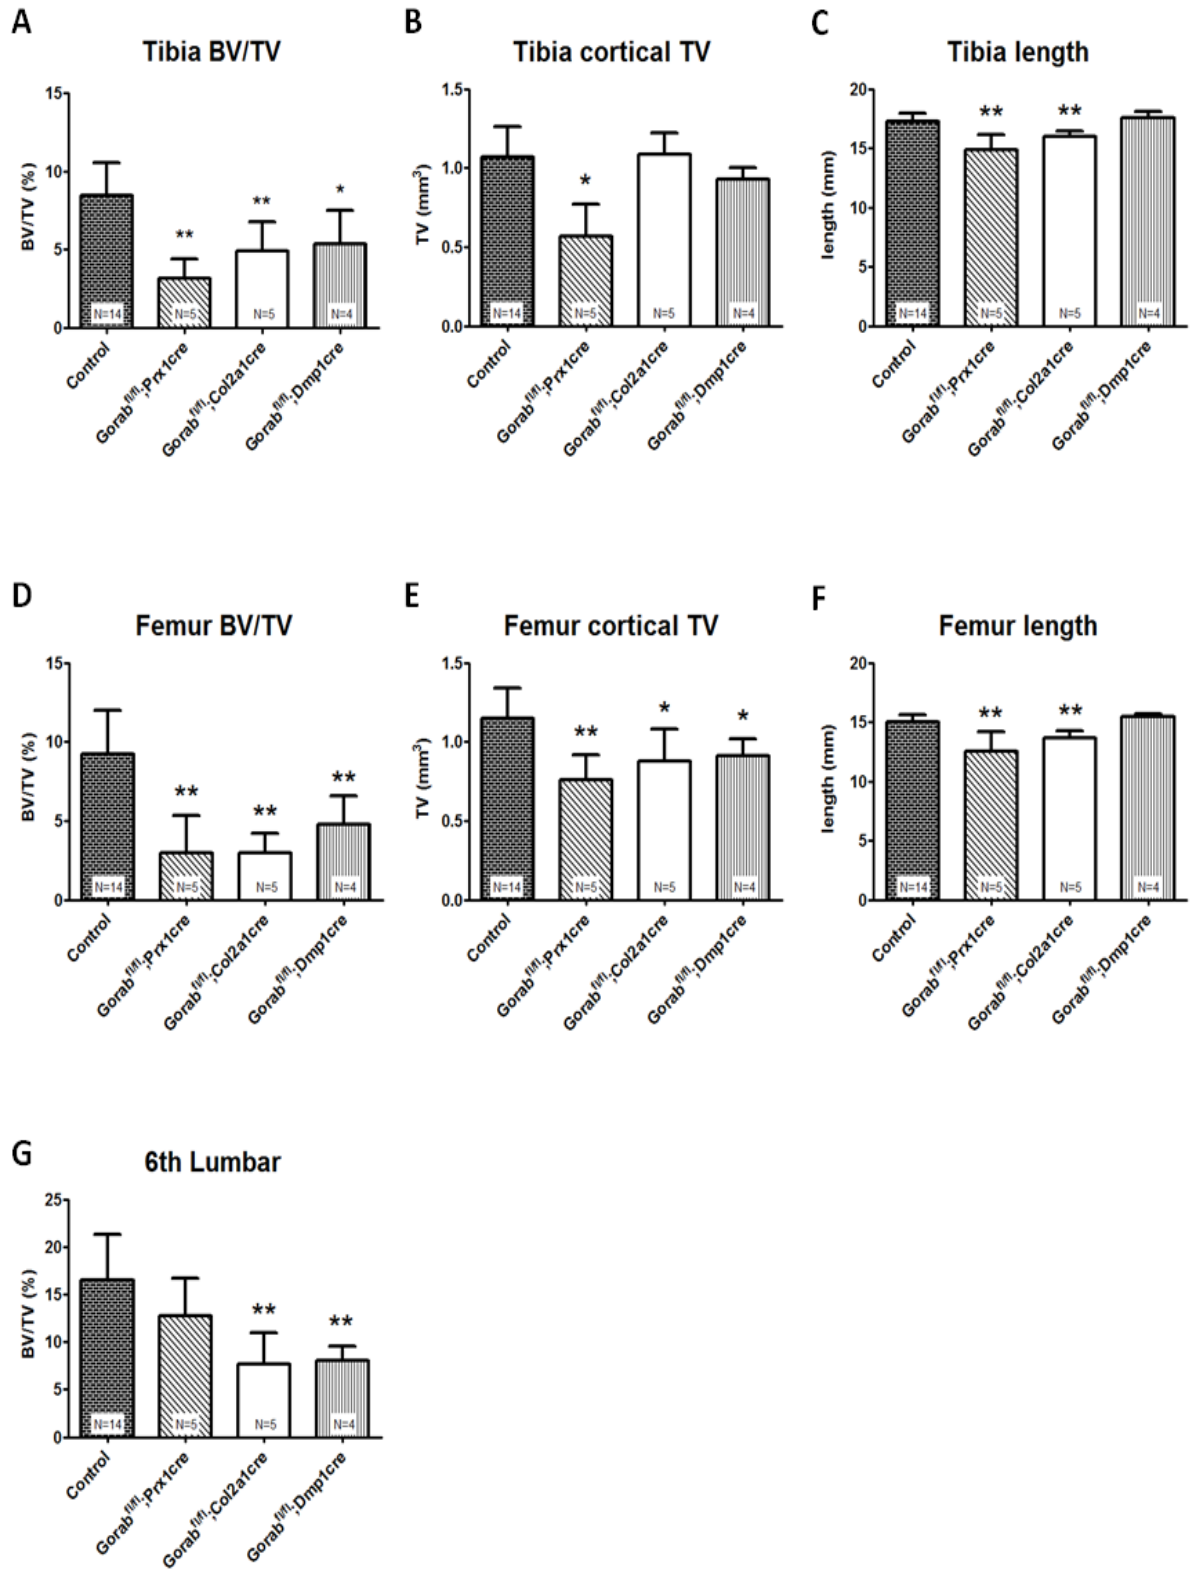 A
Tibia BV/TV
BV/TV (%)
15
10
5
0
**
**
*
N=14
N=5
N=5
N=4
Control
Gorabfl/fl;Prx1cre
Gorabfl/fl;Col2a1cre
Gorabfl/fl;Dmp1cre
B
Tibia cortical TV
TV (mm³)
1.5
1.0
0.5
0.0
*
N=14
N=5
N=5
N=4
Control
Gorabfl/fl;Prx1cre
Gorabfl/fl;Col2a1cre
Gorabfl/fl;Dmp1cre
C
Tibia length
length (mm)
20
15
10
5
0
**
**
N=14
N=5
N=5
N=4
Control
Gorabfl/fl;Prx1cre
Gorabfl/fl;Col2a1cre
Gorabfl/fl;Dmp1cre
D
Femur BV/TV
BV/TV (%)
15
10
5
0
**
**
**
N=14
N=5
N=5
N=4
Control
Gorabfl/fl;Prx1cre
Gorabfl/fl;Col2a1cre
Gorabfl/fl;Dmp1cre
E
Femur cortical TV
TV (mm³)
1.5
1.0
0.5
0.0
**
*
*
N=14
N=5
N=5
N=4
Control
Gorabfl/fl;Prx1cre
Gorabfl/fl;Col2a1cre
Gorabfl/fl;Dmp1cre
F
Femur length
length (mm)
20
15
10
5
0
**
**
N=14
N=5
N=5
N=4
Control
Gorabfl/fl;Prx1cre
Gorabfl/fl;Col2a1cre
Gorabfl/fl;Dmp1cre
G
6th Lumbar
BV/TV (%)
25
20
15
10
5
0
**
**
N=14
N=5
N=5
N=4
Control
Gorabfl/fl;Prx1cre
Gorabfl/fl;Col2a1cre
Gorabfl/fl;Dmp1cre